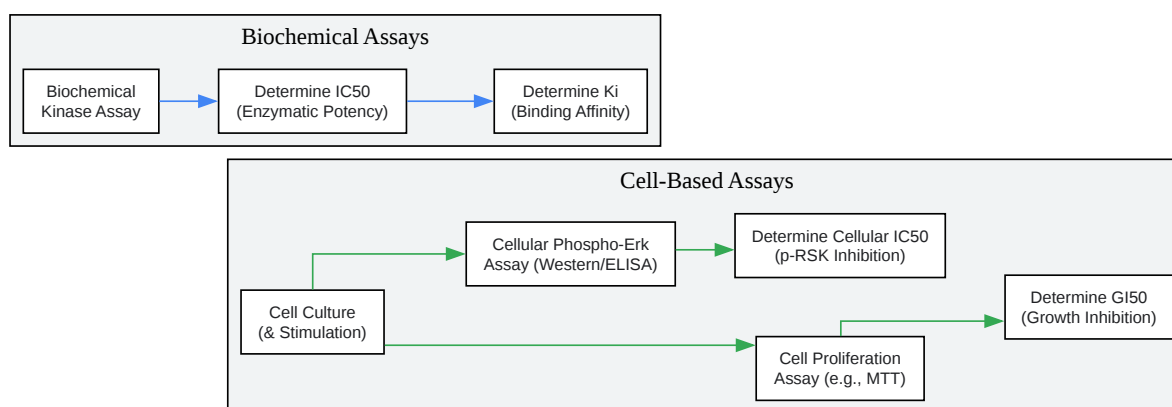 Biochemical Assays
Biochemical
Kinase Assay
Determine IC50
(Enzymatic Potency)
Determine Ki
(Binding Affinity)
Cell-Based Assays
Cellular Phospho-Erk
Assay (Western/ELISA)
Determine Cellular IC50
(p-RSK Inhibition)
Cell Culture
(& Stimulation)
Determine GI50
(Growth Inhibition)
Cell Proliferation
Assay (e.g., MTT)